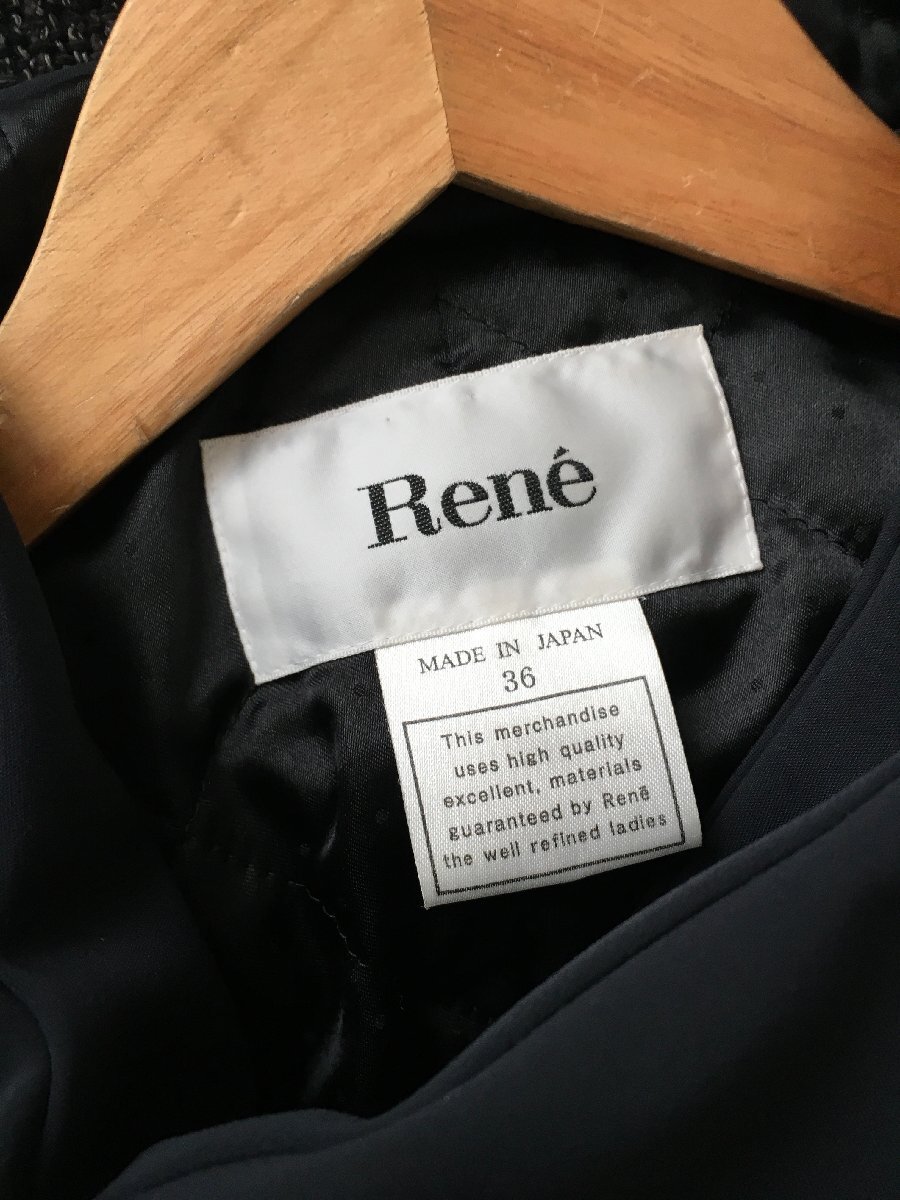 René
MADE IN JAPAN
36
This merchandise
uses high quality
excellent, materials
guaranteed by René
the well refined ladies